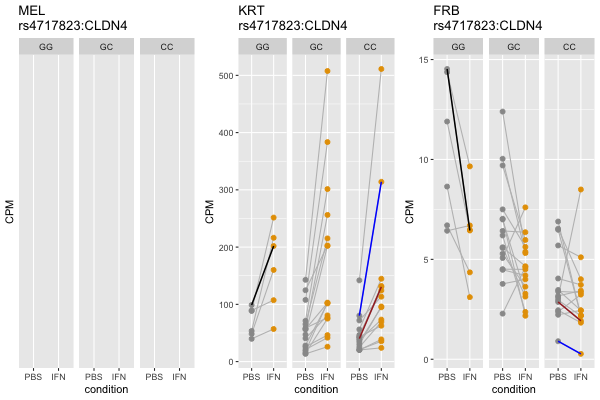 MEL
rs4717823:CLDN4
GG GC CC
CPM
PBS IFN PBS IFN PBS IFN
KRT
rs4717823:CLDN4
GG GC CC
500
400
300
200
100
0
CPM
PBS IFN PBS IFN PBS IFN
condition
FRB
rs4717823:CLDN4
GG GC CC
15
10
5
0
CPM
PBS IFN PBS IFN PBS IFN
condition
condition